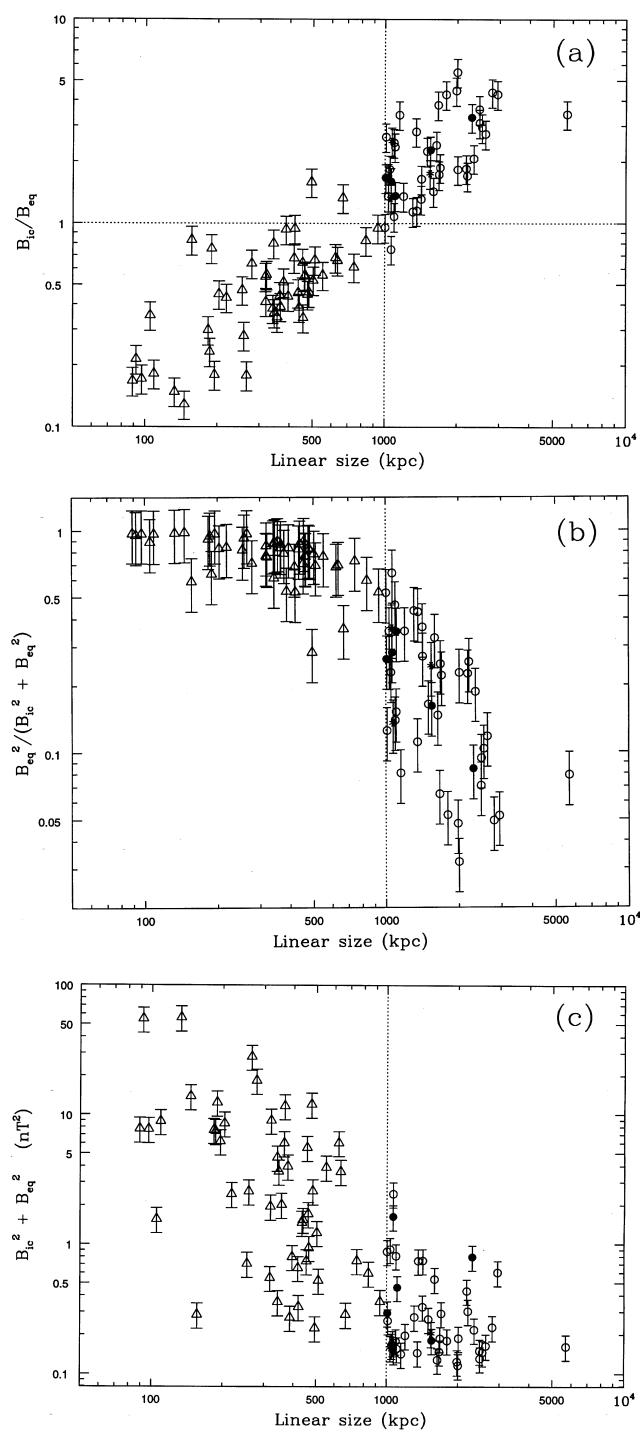 10
5
1
0.5
0.1
B_ic/B_eq
(a)
100 500 1000 5000 10^4
Linear size (kpc)
1
0.5
0.1
0.05
B_eq^2/(B_ic^2 + B_eq^2)
(b)
100 500 1000 5000 10^4
Linear size (kpc)
100
50
10
5
1
0.5
0.1
B_ic^2 + B_eq^2 (nT^2)
(c)
100 500 1000 5000 10^4
Linear size (kpc)